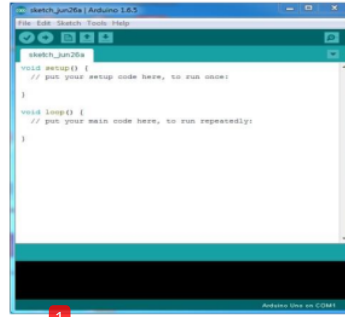 sketch_jun26a | Arduino 1.6.5
File Edit Sketch Tools Help
sketch_jun26a
void setup() {
// put your setup code here, to run once:
}
void loop() {
// put your main code here, to run repeatedly:
}
Arduino Uno on COM1
1